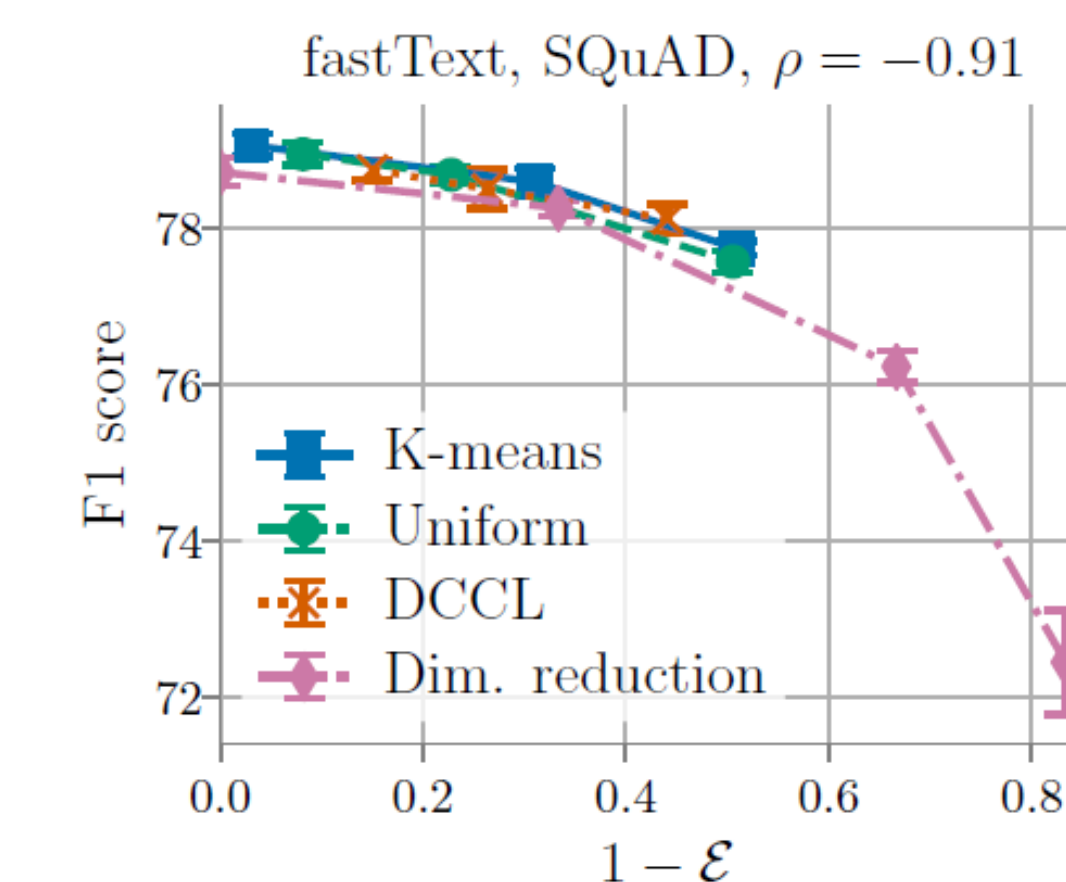 fastText, SQuAD, ρ = −0.91
F1 score
78
76
74
72
K-means
Uniform
DCCL
Dim. reduction
0.0 0.2 0.4 0.6 0.8
1 − ℰ